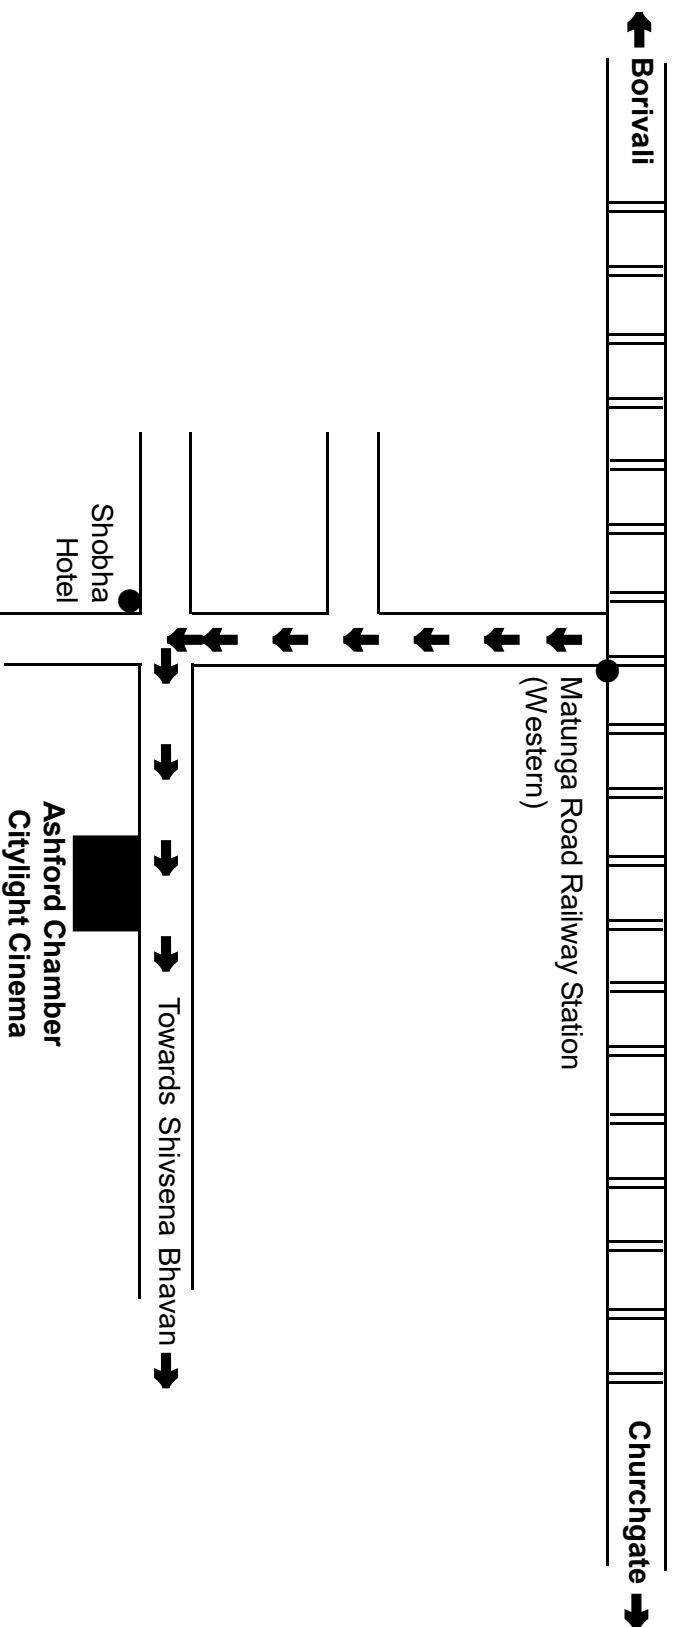 Borivali
Churchgate
Matunga Road Railway Station
(Western)
Shobha
Hotel
Towards Shivsena Bhavan
Ashford Chamber
Citylight Cinema